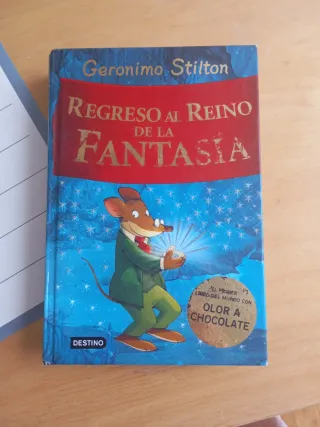 Geronimo Stilton
REGRESO AL REINO
DE LA
FANTASÍA
EL PRIMER
LIBRO DEL MUNDO CON
OLOR A
CHOCOLATE
DESTINO